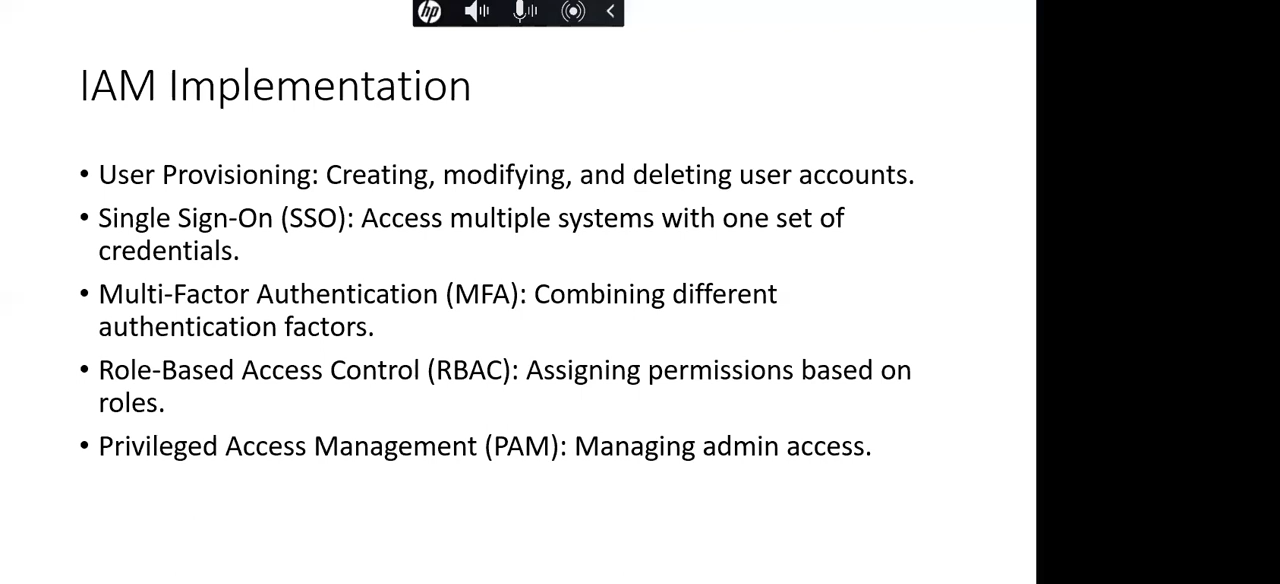 hp
IAM Implementation
• User Provisioning: Creating, modifying, and deleting user accounts.
• Single Sign-On (SSO): Access multiple systems with one set of
credentials.
• Multi-Factor Authentication (MFA): Combining different
authentication factors.
• Role-Based Access Control (RBAC): Assigning permissions based on
roles.
• Privileged Access Management (PAM): Managing admin access.